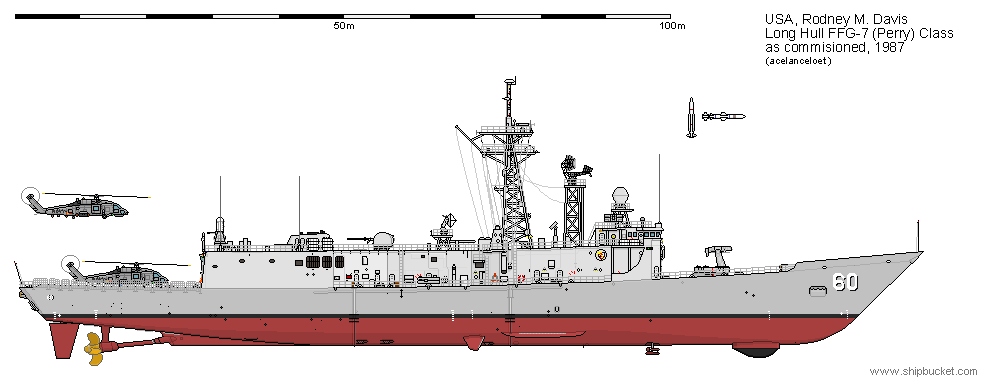 50m
100m
USA, Rodney M. Davis
Long Hull FFG-7 (Perry) Class
as commisioned, 1987
(acelanceloet)
60
60
www.shipbucket.com